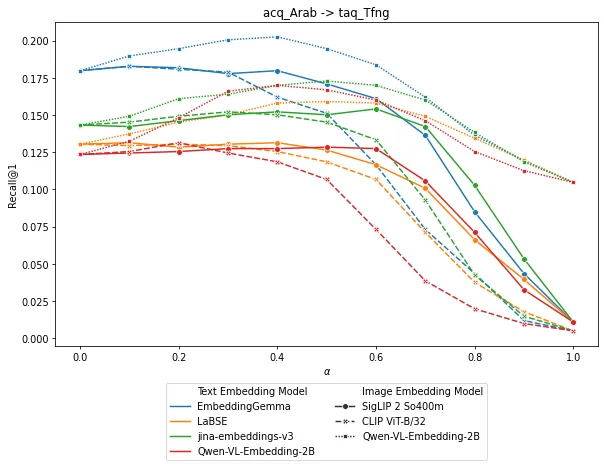 acq_Arab -> taq_Tfng
0.200
0.175
0.150
0.125
0.100
0.075
0.050
0.025
0.000
Recall@1
0.0 0.2 0.4 0.6 0.8 1.0
α
Text Embedding Model
EmbeddingGemma
LaBSE
jina-embeddings-v3
Qwen-VL-Embedding-2B
Image Embedding Model
SigLIP 2 So400m
CLIP ViT-B/32
Qwen-VL-Embedding-2B